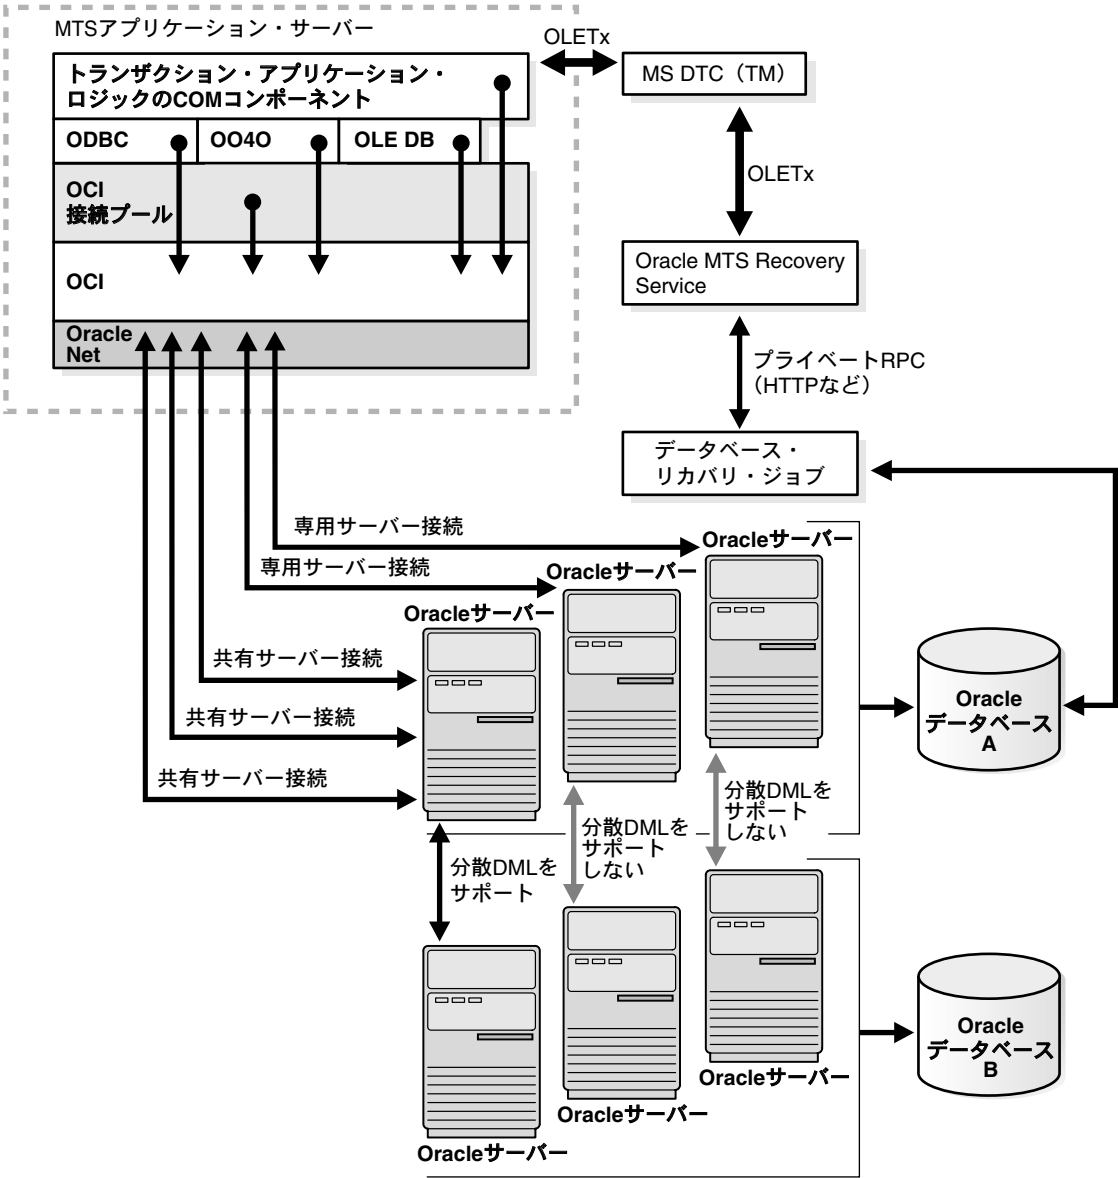 MTSアプリケーション・サーバー
トランザクション・アプリケーション・
ロジックのCOMコンポーネント
ODBC
OO4O
OLE DB
OCI
接続プール
OCI
Oracle
Net
OLETx
MS DTC（TM）
OLETx
Oracle MTS Recovery
Service
プライベートRPC
（HTTPなど）
データベース・
リカバリ・ジョブ
専用サーバー接続
専用サーバー接続
共有サーバー接続
共有サーバー接続
共有サーバー接続
Oracleサーバー
Oracleサーバー
Oracleサーバー
Oracle
データベース
A
分散DMLを
サポート
しない
分散DMLを
サポート
しない
分散DMLを
サポート
Oracleサーバー
Oracleサーバー
Oracleサーバー
Oracle
データベース
B